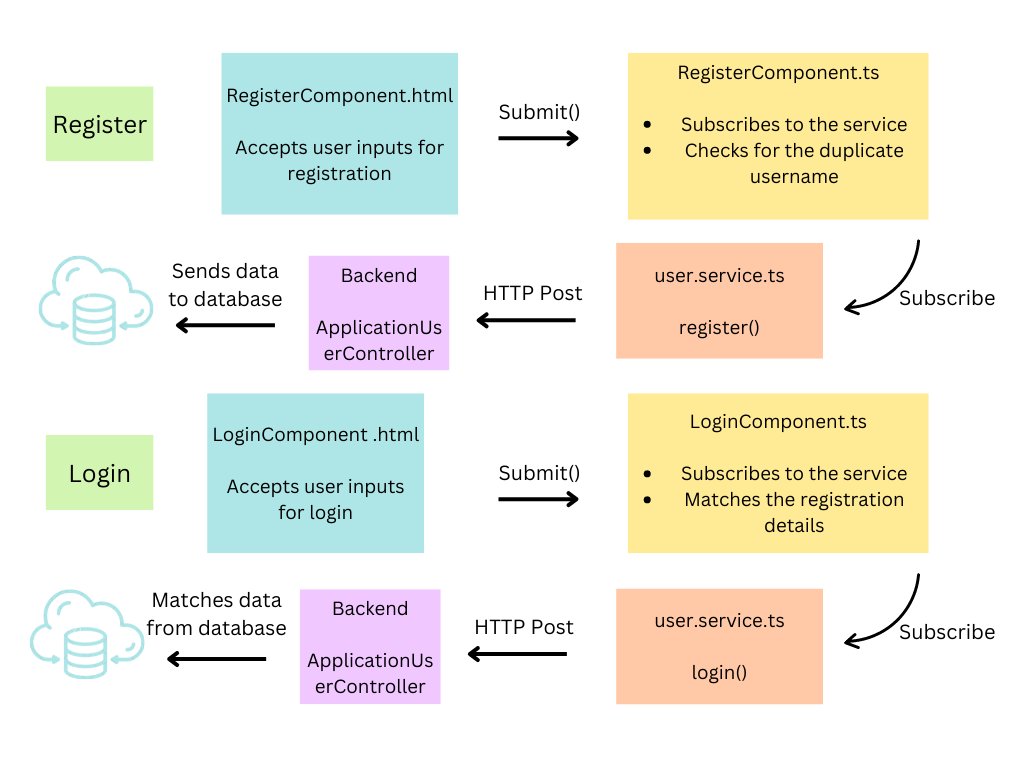 Register
RegisterComponent.html
Accepts user inputs for
registration
Submit()
RegisterComponent.ts
• Subscribes to the service
• Checks for the duplicate
username
Subscribe
user.service.ts
register()
HTTP Post
Backend
ApplicationUs
erController
Sends data
to database
Login
LoginComponent .html
Accepts user inputs
for login
Submit()
LoginComponent.ts
• Subscribes to the service
• Matches the registration
details
Subscribe
user.service.ts
login()
HTTP Post
Backend
ApplicationUs
erController
Matches data
from database